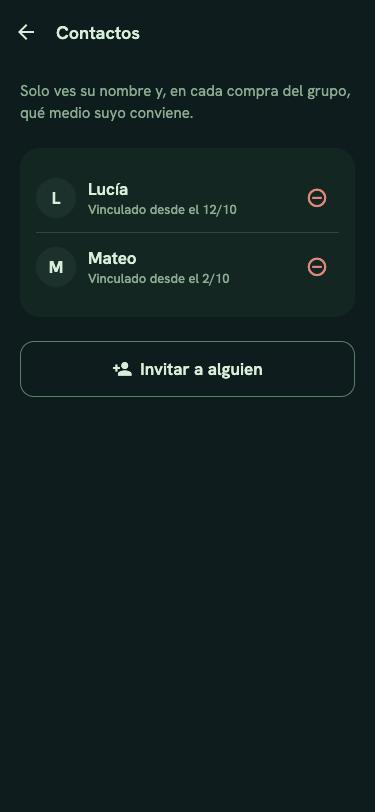 Contactos
Solo ves su nombre y, en cada compra del grupo,
qué medio suyo conviene.
L
Lucía
Vinculado desde el 12/10
M
Mateo
Vinculado desde el 2/10
Invitar a alguien